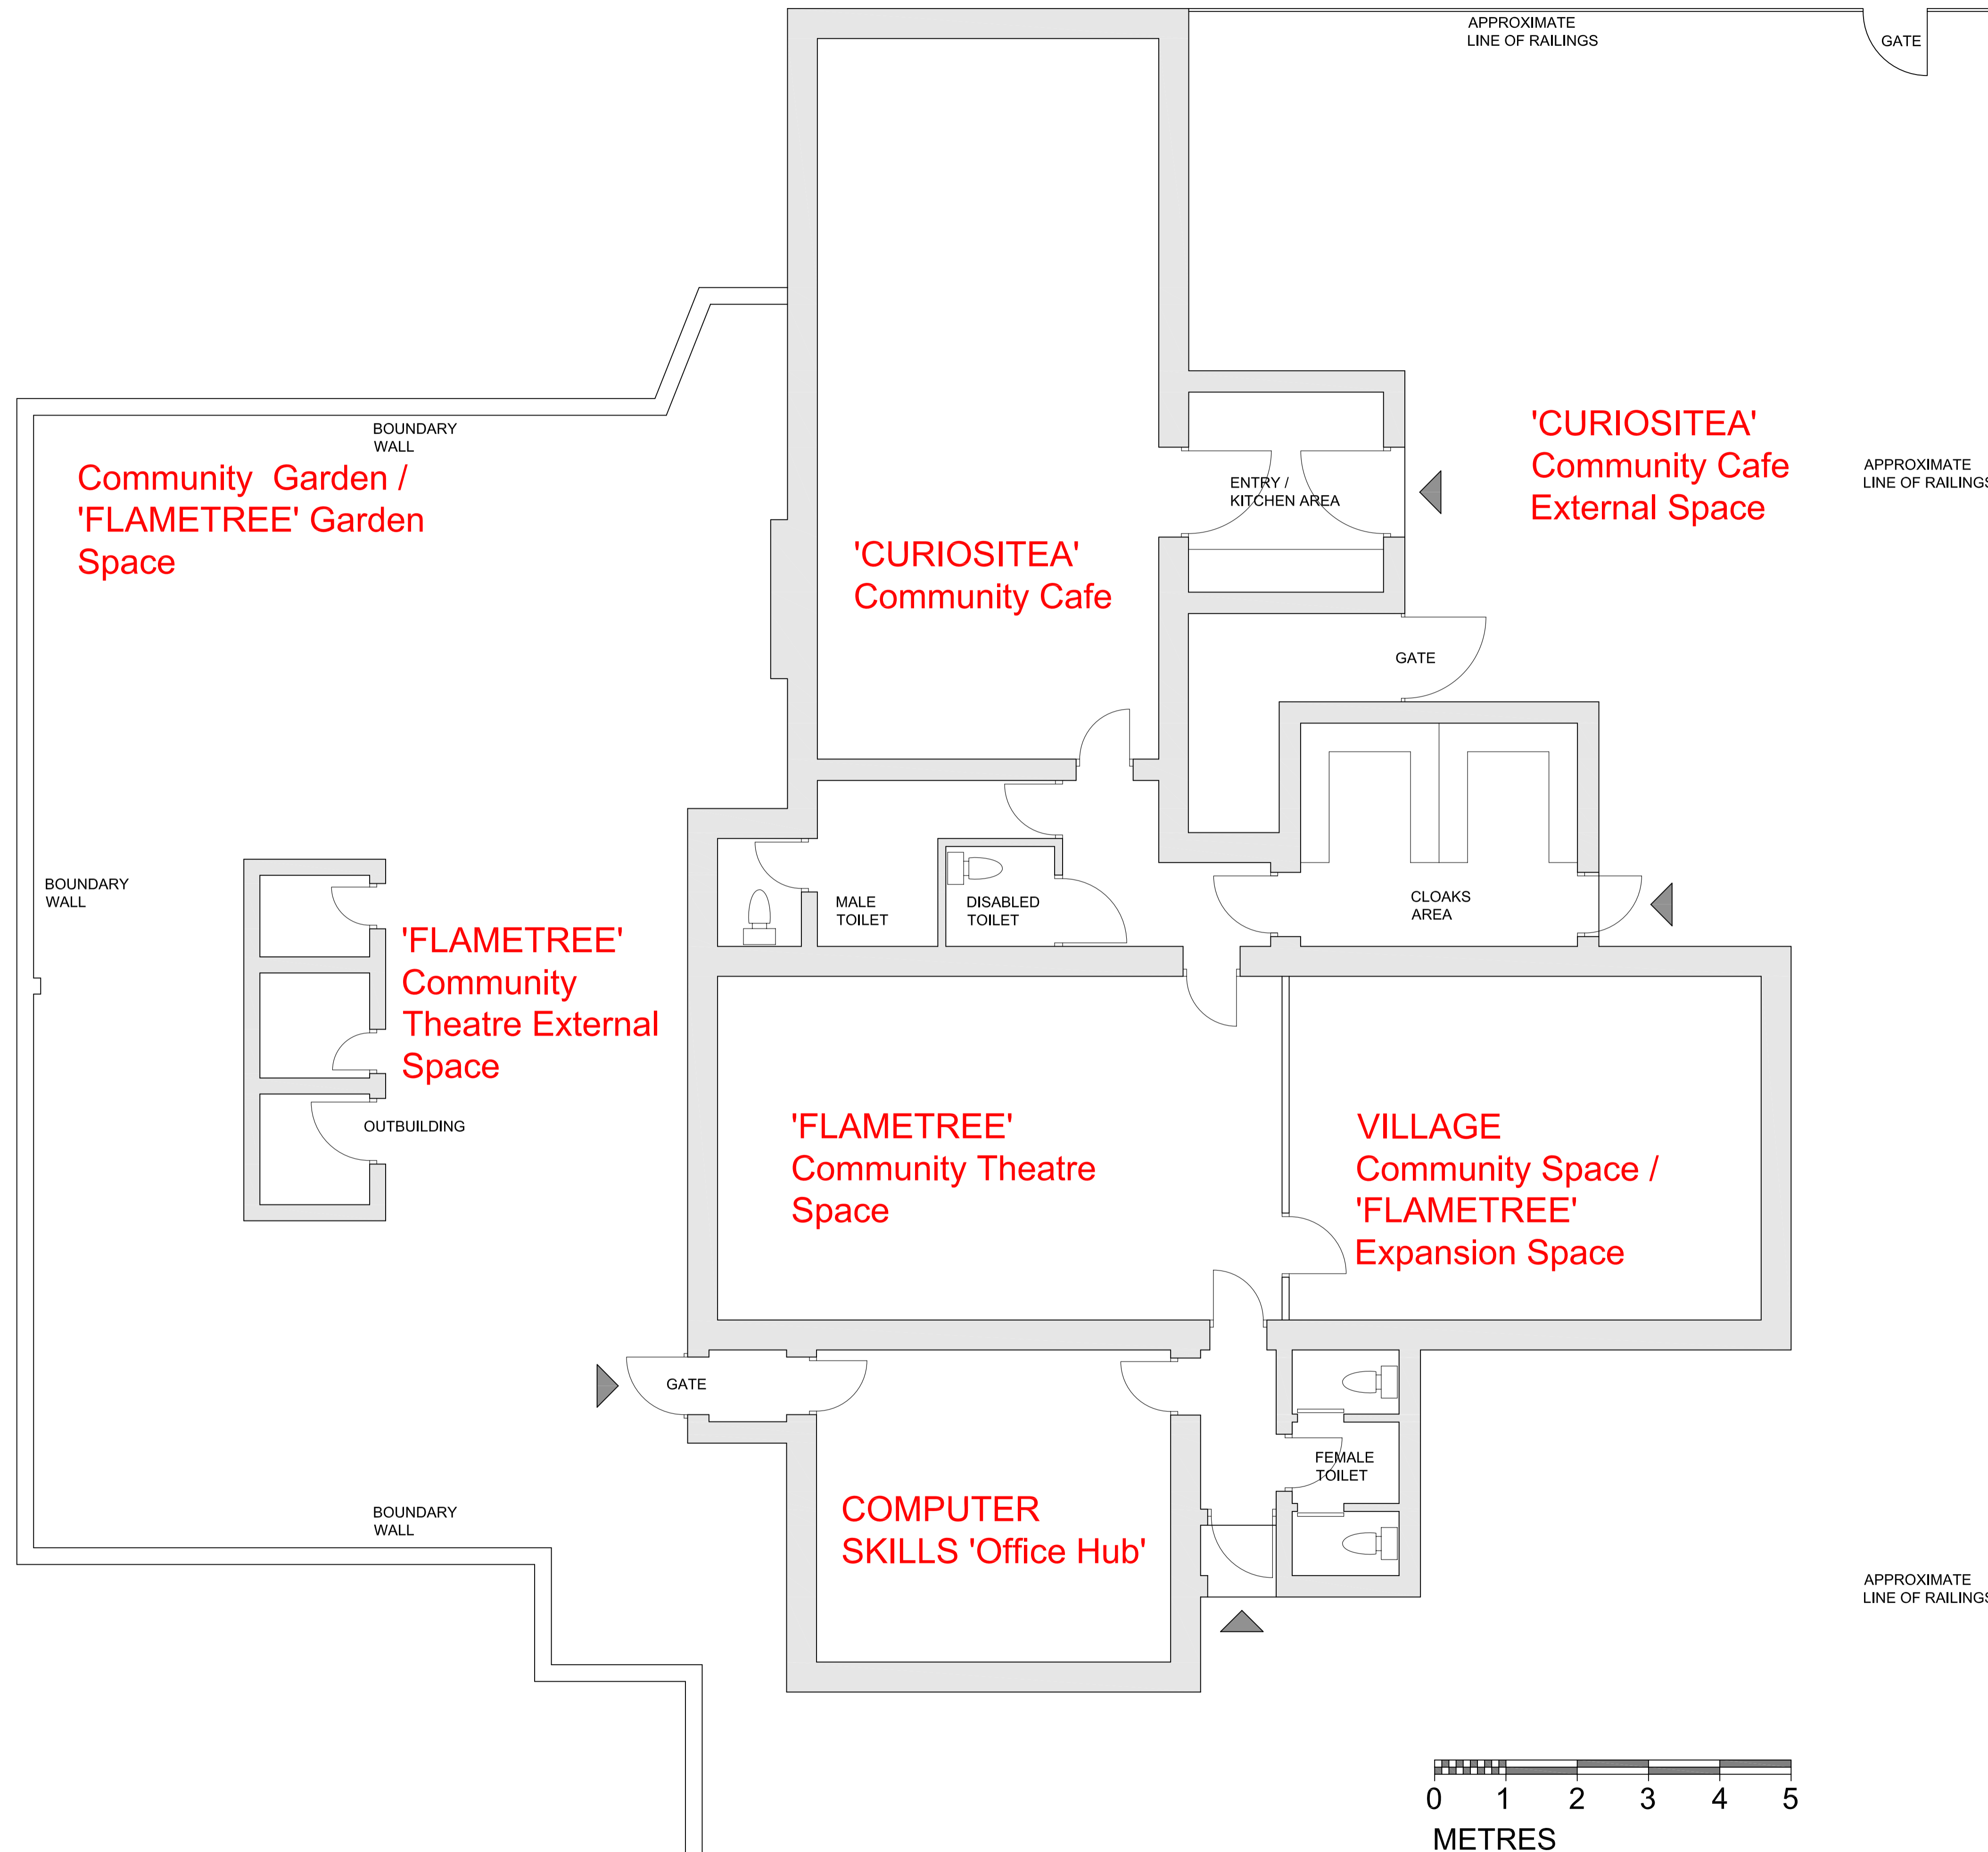 APPROXIMATE
LINE OF RAILINGS
GATE
'CURIOSITEA'
Community Cafe
External Space
APPROXIMATE
LINE OF RAILINGS
BOUNDARY
WALL
Community Garden /
'FLAMETREE' Garden
Space
ENTRY /
KITCHEN AREA
'CURIOSITEA'
Community Cafe
GATE
BOUNDARY
WALL
MALE
TOILET
DISABLED
TOILET
CLOAKS
AREA
'FLAMETREE'
Community
Theatre External
Space
OUTBUILDING
'FLAMETREE'
Community Theatre
Space
VILLAGE
Community Space /
'FLAMETREE'
Expansion Space
GATE
FEMALE
TOILET
COMPUTER
SKILLS 'Office Hub'
BOUNDARY
WALL
APPROXIMATE
LINE OF RAILINGS
0 1 2 3 4 5
METRES